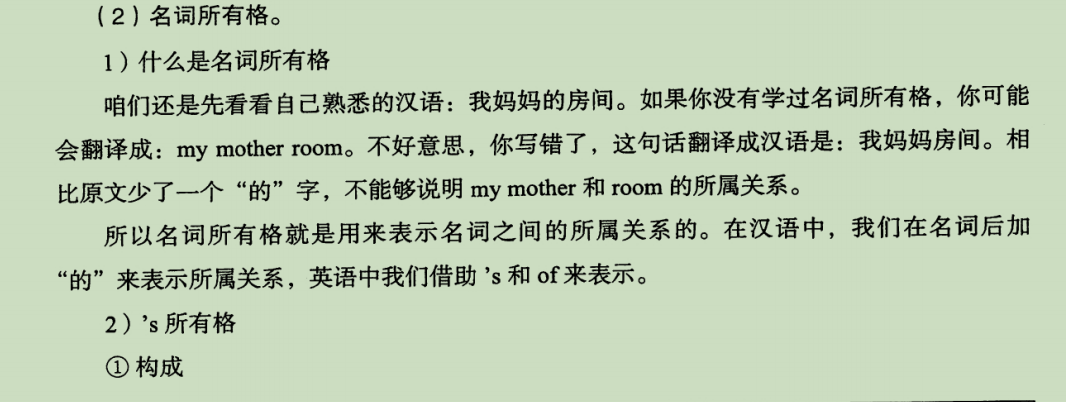 （2）名词所有格。
1）什么是名词所有格
咱们还是先看看自己熟悉的汉语：我妈妈的房间。如果你没有学过名词所有格，你可能
会翻译成：my mother room。不好意思，你写错了，这句话翻译成汉语是：我妈妈房间。相
比原文少了一个“的”字，不能够说明 my mother 和 room 的所属关系。
所以名词所有格就是用来表示名词之间的所属关系的。在汉语中，我们在名词后加
“的”来表示所属关系，英语中我们借助 ’s 和 of 来表示。
2）’s 所有格
① 构成